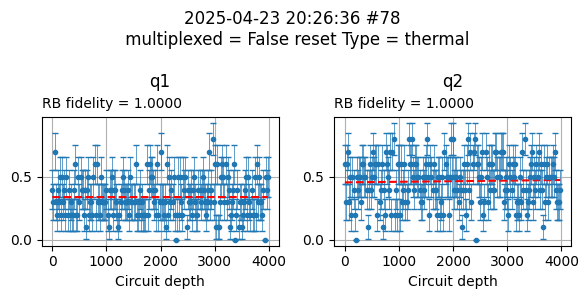 2025-04-23 20:26:36 #78
multiplexed = False reset Type = thermal
q1
RB fidelity = 1.0000
0.5
0.0
0 1000 2000 3000 4000
Circuit depth
q2
RB fidelity = 1.0000
0.5
0.0
0 1000 2000 3000 4000
Circuit depth